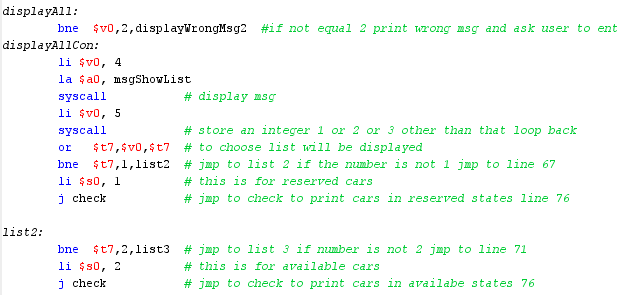 displayAll:
bne $v0,2,displayWrongMsg2 #if not equal 2 print wrong msg and ask user to ent
displayAllCon:
li $v0, 4
la $a0, msgShowList
syscall # display msg
li $v0, 5
syscall # store an integer 1 or 2 or 3 other than that loop back
or $t7,$v0,$t7 # to choose list will be displayed
bne $t7,1,list2 # jmp to list 2 if the number is not 1 jmp to line 67
li $s0, 1 # this is for reserved cars
j check # jmp to check to print cars in reserved states line 76
list2:
bne $t7,2,list3 # jmp to list 3 if number is not 2 jmp to line 71
li $s0, 2 # this is for available cars
j check # jmp to check to print cars in availabe states 76